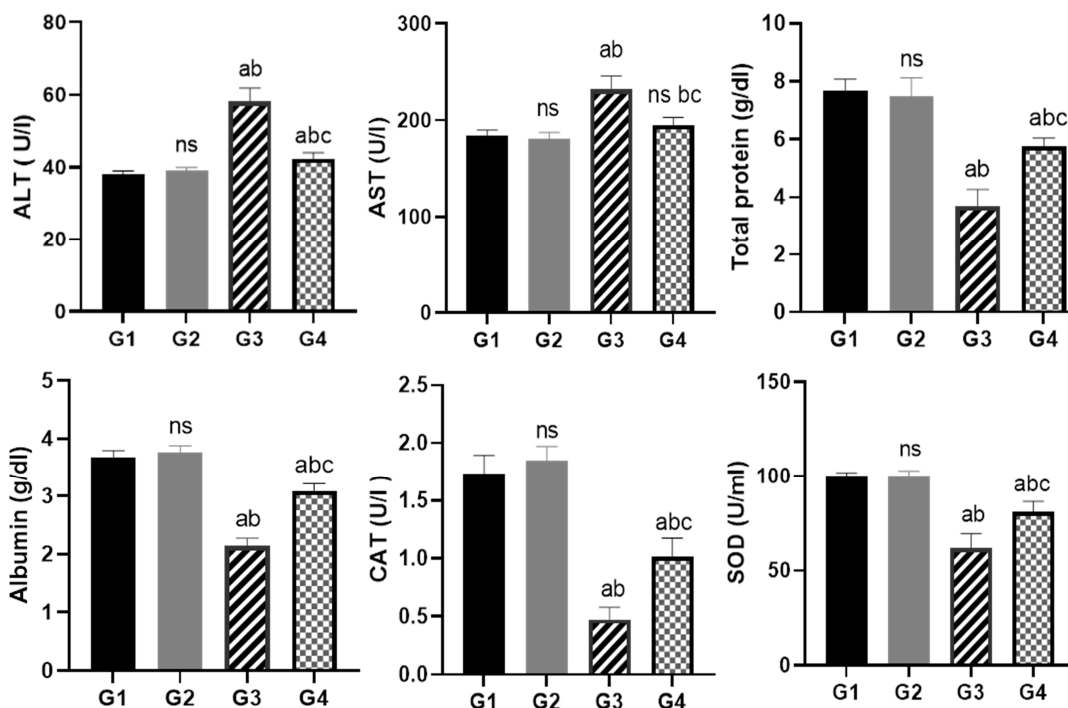 ALT ( U/l)
80
60
40
20
0
ns
ab
abc
G1 G2 G3 G4
AST (U/l)
300
200
100
0
ns
ab
ns bc
G1 G2 G3 G4
Total protein (g/dl)
10
8
6
4
2
0
ns
ab
abc
G1 G2 G3 G4
Albumin (g/dl)
5
4
3
2
1
0
ns
ab
abc
G1 G2 G3 G4
CAT (U/l )
2.5
2.0
1.5
1.0
0.5
0.0
ns
ab
abc
G1 G2 G3 G4
SOD (U/ml)
150
100
50
0
ns
ab
abc
G1 G2 G3 G4